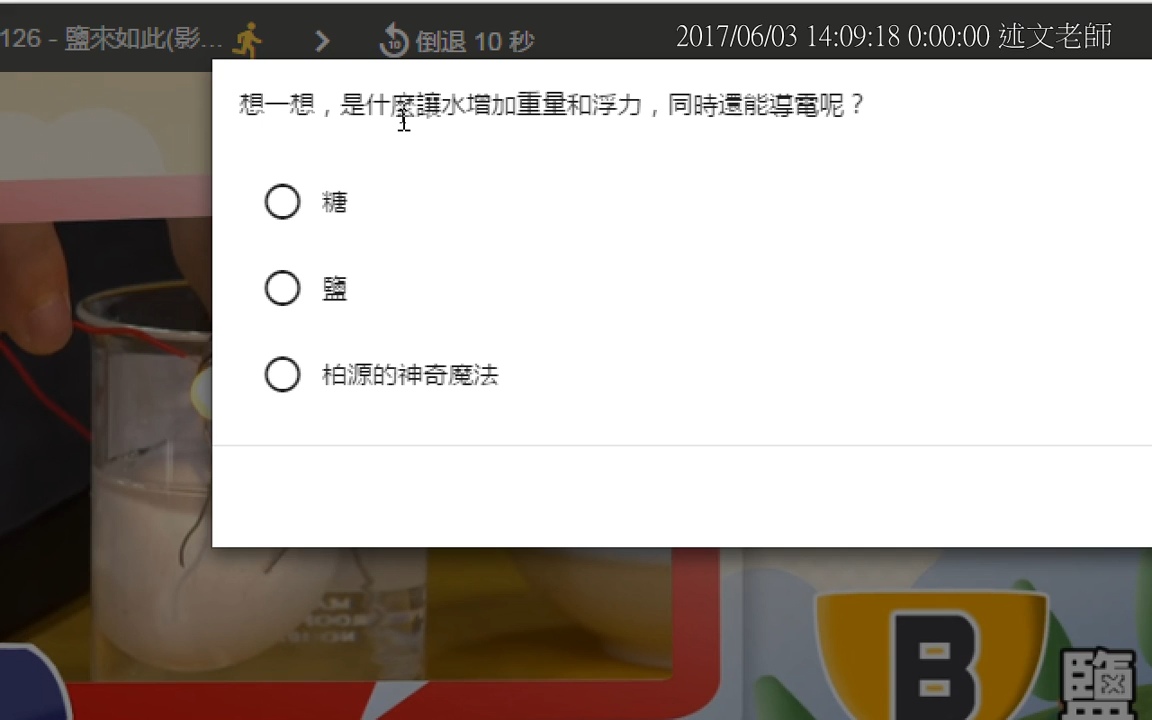 126 - 鹽來如此(影...
倒退 10 秒
2017/06/03 14:09:18 0:00:00 述文老師
想一想，是什麼讓水增加重量和浮力，同時還能導電呢？
糖
鹽
柏源的神奇魔法
B
鹽